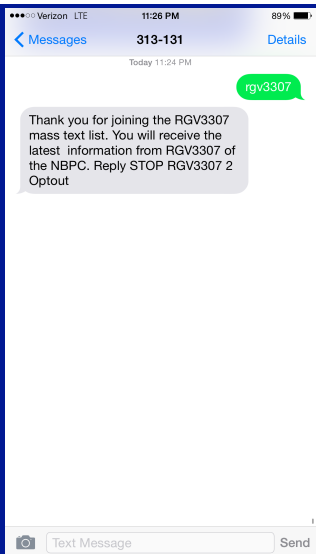 Verizon LTE 11:26 PM 89%
Messages 313-131 Details
Today 11:24 PM
rgv3307
Thank you for joining the RGV3307
mass text list. You will receive the
latest  information from RGV3307 of
the NBPC. Reply STOP RGV3307 2
Optout
Text Message Send